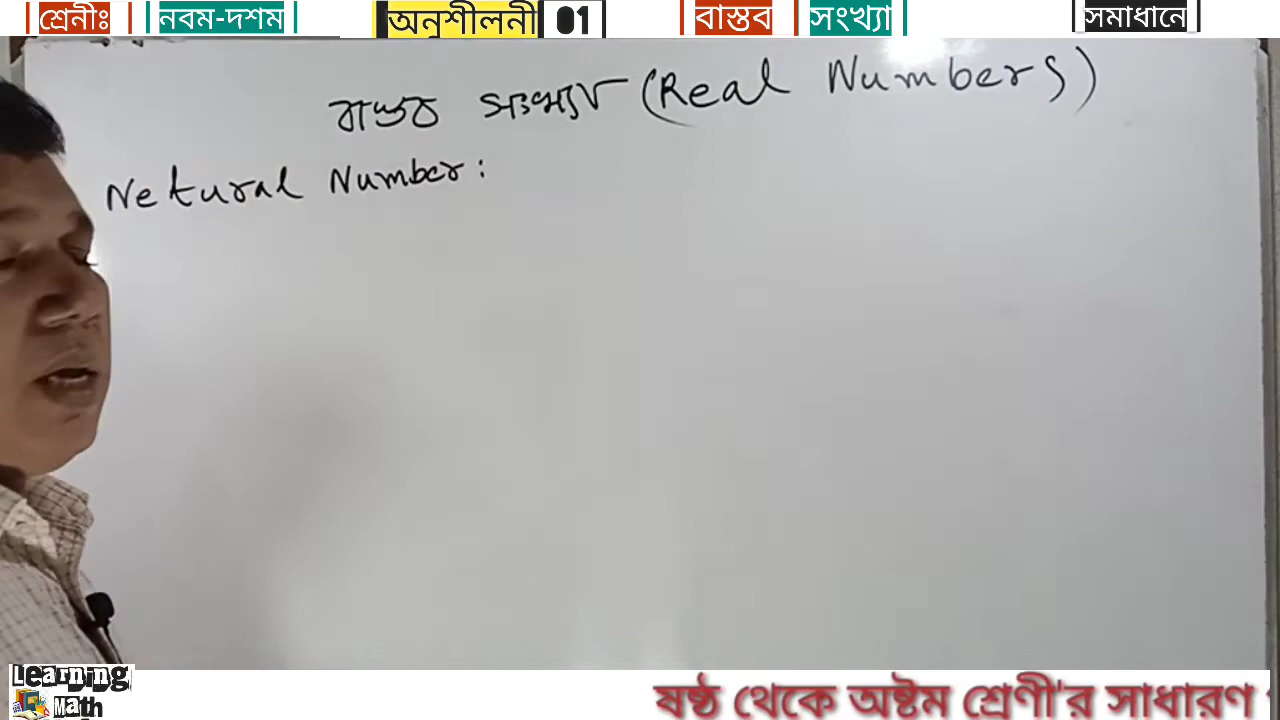 শ্রেনীঃ নবম-দশম অনুশীলনী 01 বাস্তব সংখ্যা সমাধানে
বাস্তব সংখ্যা (Real Numbers)
Netural Number:
Learning Math
ষষ্ঠ থেকে অষ্টম শ্রেণী'র সাধারণ